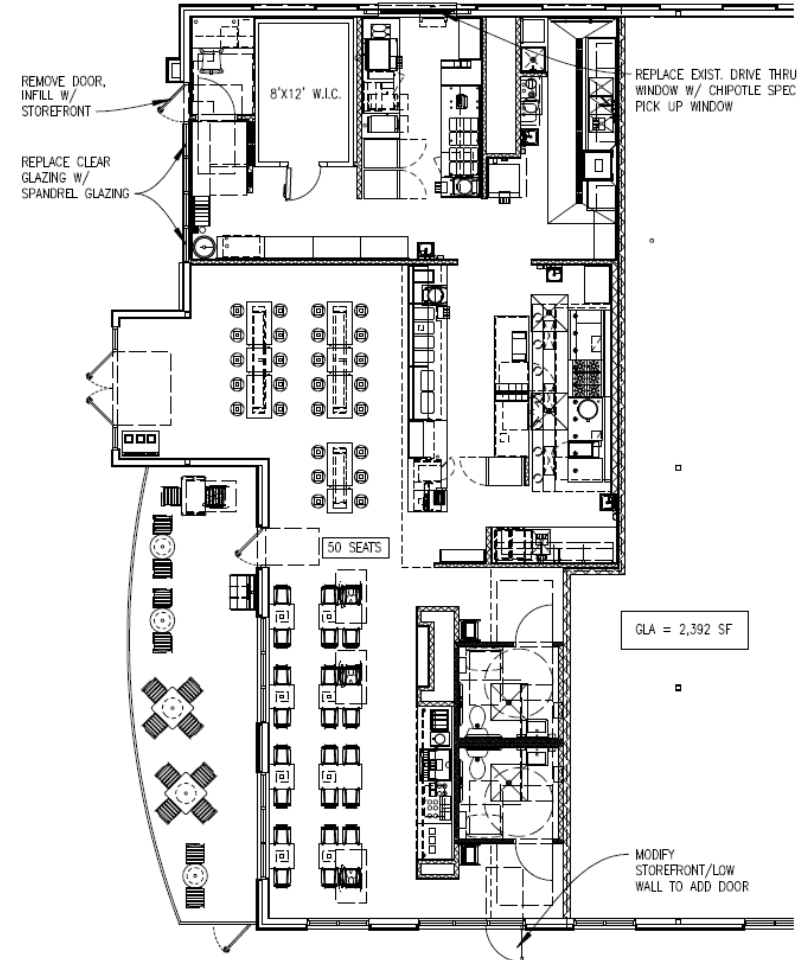 REMOVE DOOR,
INFILL W/
STOREFRONT
8'X12' W.I.C.
REPLACE EXIST. DRIVE THRU
WINDOW W/ CHIPOTLE SPEC
PICK UP WINDOW
REPLACE CLEAR
GLAZING W/
SPANDREL GLAZING
50 SEATS
GLA = 2,392 SF
MODIFY
STOREFRONT/LOW
WALL TO ADD DOOR